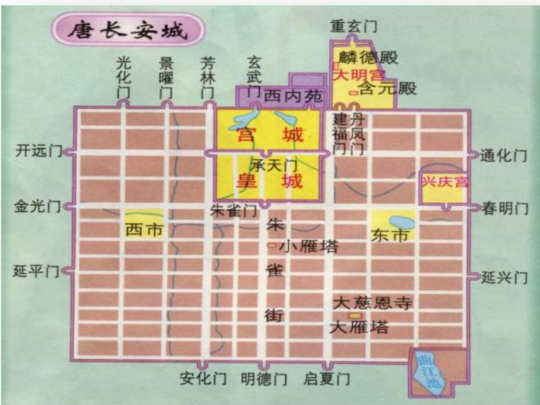 唐长安城
重玄门
光化门
景曜门
芳林门
玄武门
麟德殿
大明宫
含元殿
西内苑
建福门
丹凤门
宫城
承天门
皇城
开远门
通化门
兴庆宫
金光门
朱雀门
春明门
西市
东市
朱雀街
小雁塔
延平门
延兴门
大慈恩寺
大雁塔
曲江池
安化门
明德门
启夏门